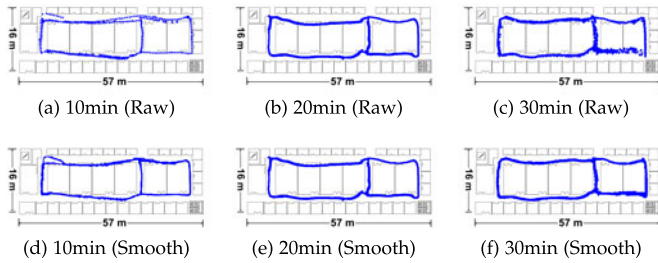 16 m
57 m
16 m
57 m
16 m
57 m
(a) 10min (Raw)
(b) 20min (Raw)
(c) 30min (Raw)
16 m
57 m
16 m
57 m
16 m
57 m
(d) 10min (Smooth)
(e) 20min (Smooth)
(f) 30min (Smooth)